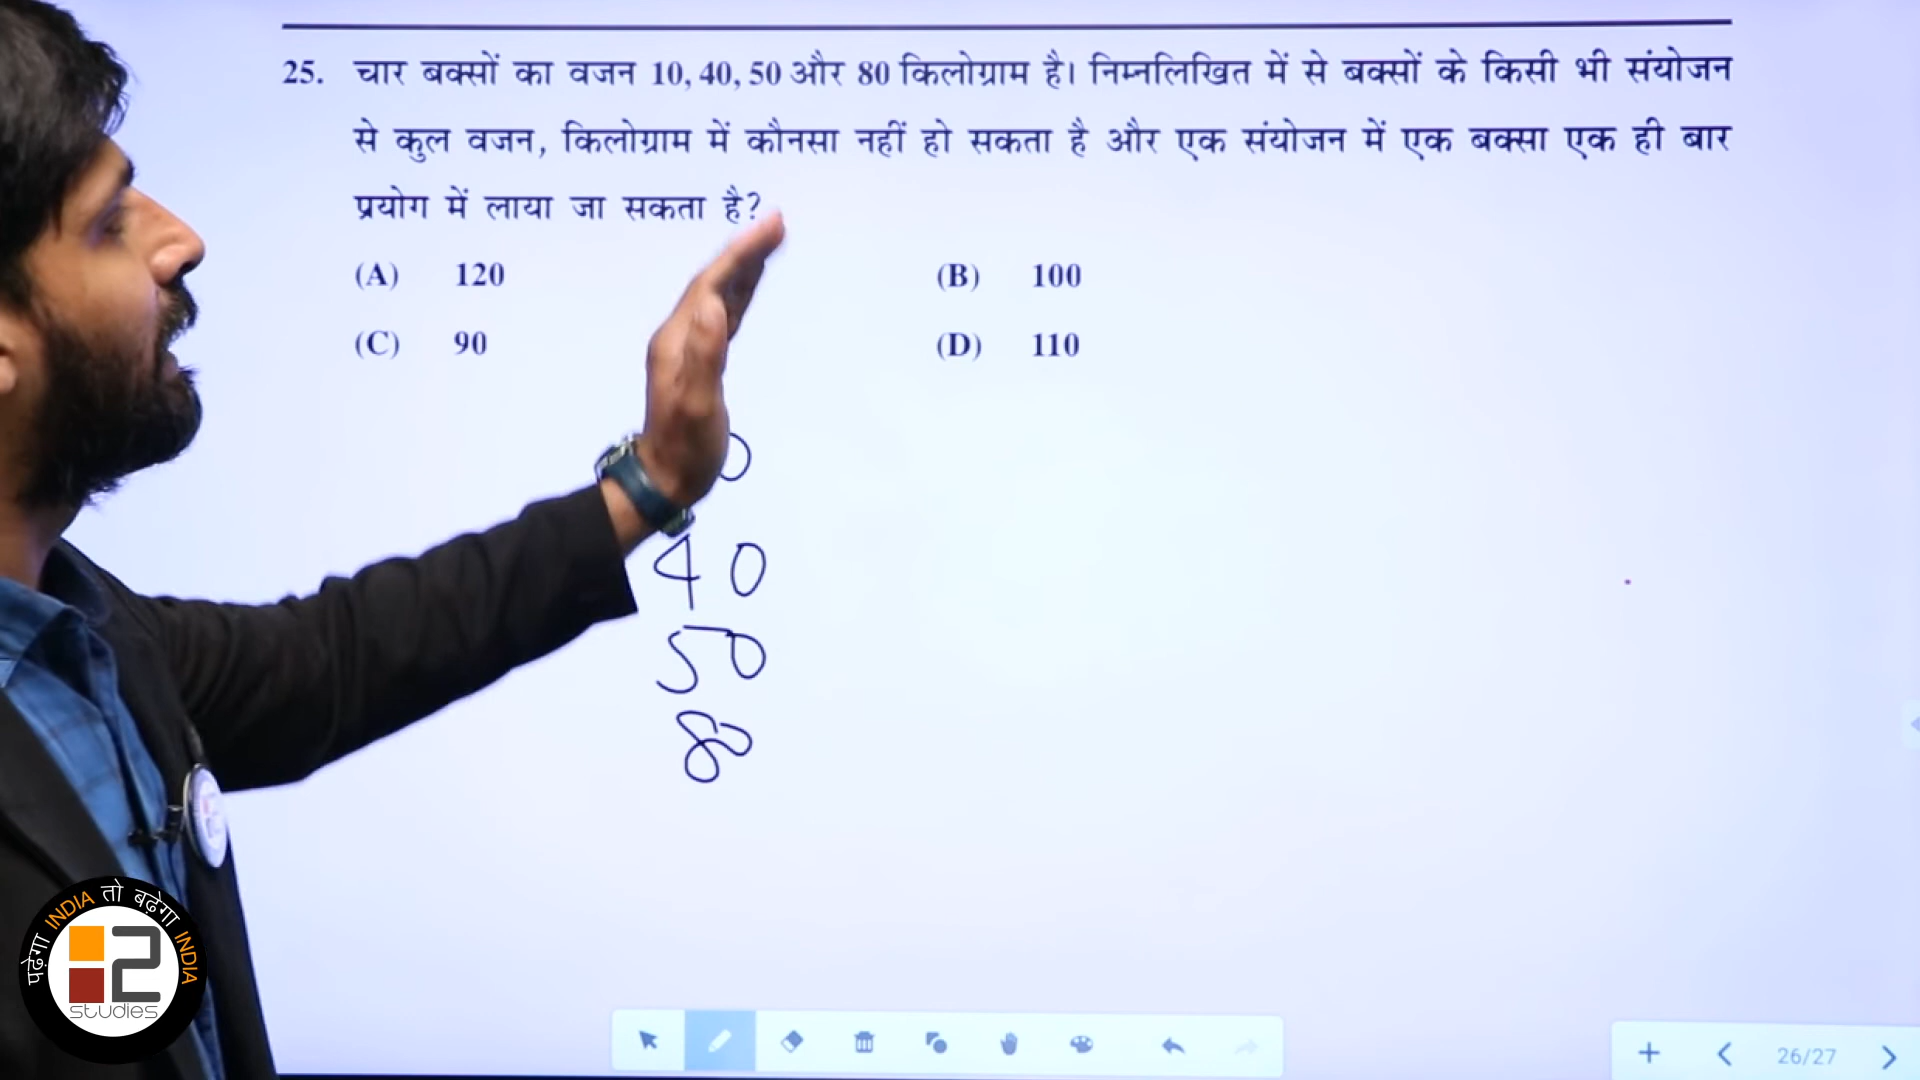 25. चार बक्सों का वजन 10, 40, 50 और 80 किलोग्राम है। निम्नलिखित में से बक्सों के किसी भी संयोजन
से कुल वजन, किलोग्राम में कौनसा नहीं हो सकता है और एक संयोजन में एक बक्सा एक ही बार
प्रयोग में लाया जा सकता है?
(A) 120 (B) 100
(C) 90 (D) 110
0
40
50
80
पढ़ेगा INDIA तो बढ़ेगा INDIA
i2
studies
26/27